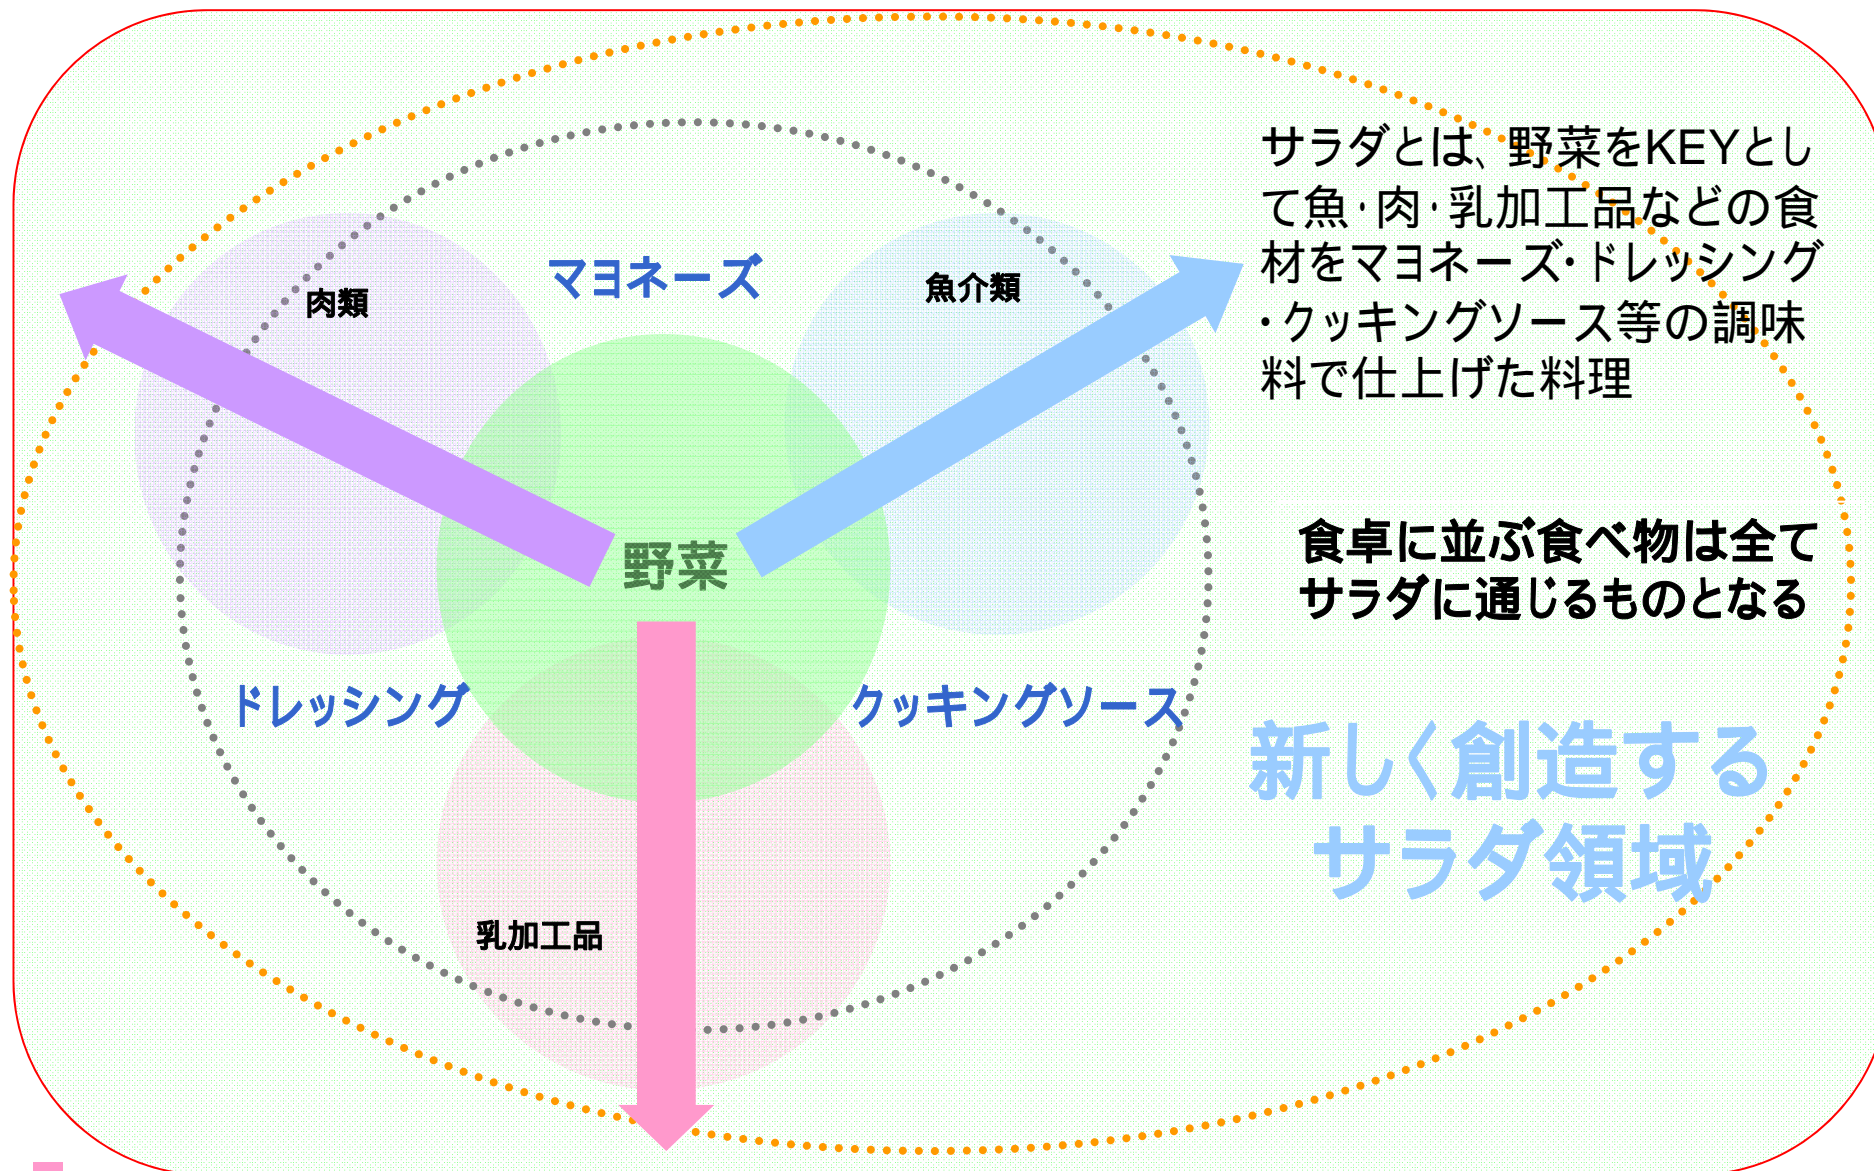 サラダとは、野菜をKEYとし
て魚・肉・乳加工品などの食
材をマヨネーズ・ドレッシング
・クッキングソース等の調味
料で仕上げた料理
マヨネーズ
魚介類
肉類
野菜
食卓に並ぶ食べ物は全て
サラダに通じるものとなる
ドレッシング
クッキングソース
新しく創造する
サラダ領域
乳加工品